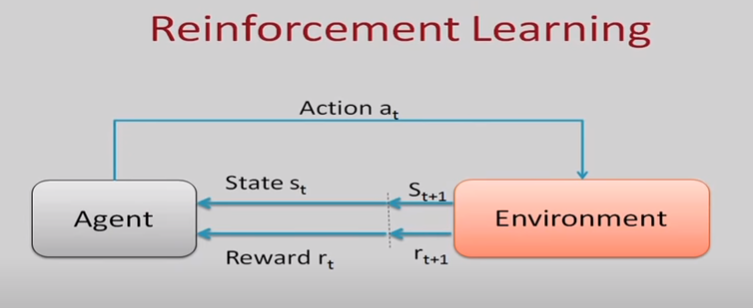 Reinforcement Learning
Action aₜ
State sₜ
Sₜ₊₁
Agent
Environment
Reward rₜ
rₜ₊₁